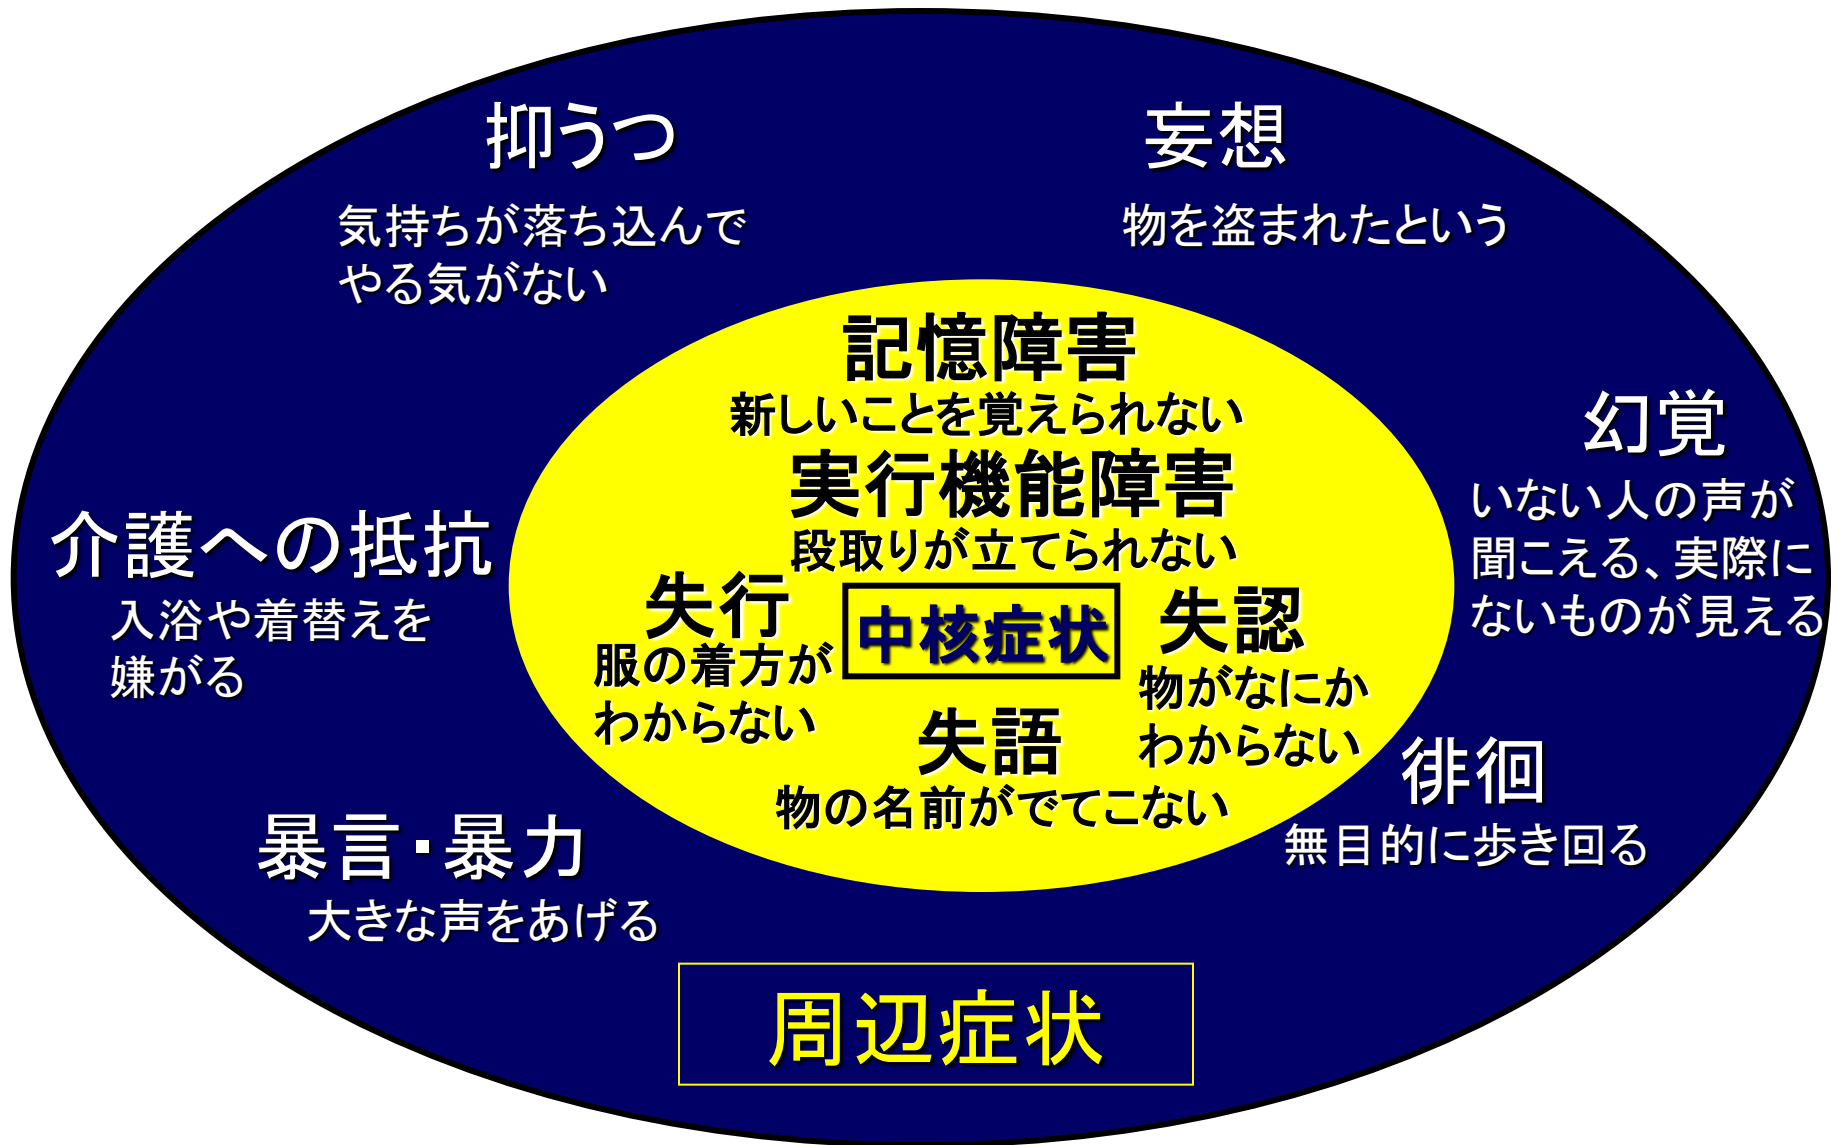 抑うつ
気持ちが落ち込んで
やる気がない
妄想
物を盗まれたという
記憶障害
新しいことを覚えられない
実行機能障害
段取りが立てられない
幻覚
いない人の声が
聞こえる、実際に
ないものが見える
介護への抵抗
入浴や着替えを
嫌がる
失行
服の着方が
わからない
中核症状
失認
物がなにか
わからない
失語
物の名前がでてこない
徘徊
無目的に歩き回る
暴言・暴力
大きな声をあげる
周辺症状